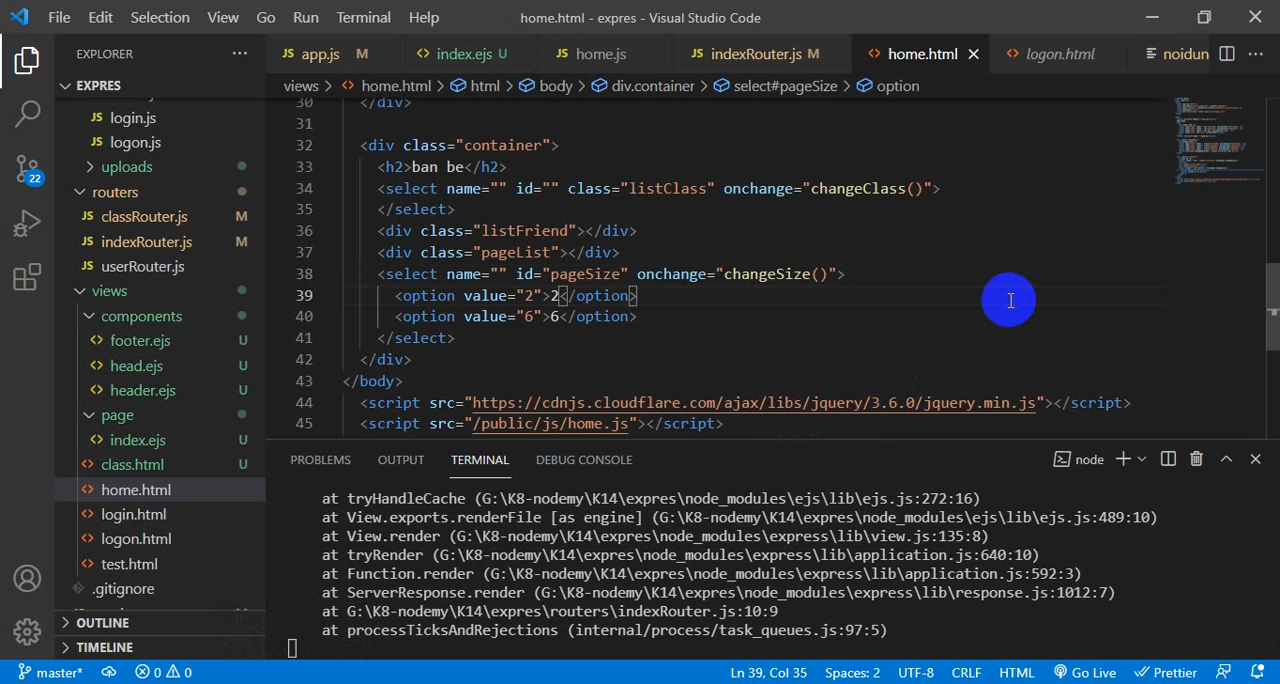 File Edit Selection View Go Run Terminal Help home.html - expres - Visual Studio Code
EXPLORER
app.js M index.ejs U home.js indexRouter.js M home.html logon.html noidun
EXPRES
views > home.html > html > body > div.container > select#pageSize > option
login.js
logon.js
uploads
routers
classRouter.js M
indexRouter.js M
userRouter.js
views
components
footer.ejs U
head.ejs U
header.ejs U
page
index.ejs U
class.html U
home.html
login.html
logon.html
test.html
.gitignore
OUTLINE
TIMELINE
22
30 </div>
31
32 <div class="container">
33 <h2>ban be</h2>
34 <select name="" id="" class="listClass" onchange="changeClass()">
35 </select>
36 <div class="listFriend"></div>
37 <div class="pageList"></div>
38 <select name="" id="pageSize" onchange="changeSize()">
39 <option value="2">2</option>
40 <option value="6">6</option>
41 </select>
42 </div>
43 </body>
44 <script src="https://cdnjs.cloudflare.com/ajax/libs/jquery/3.6.0/jquery.min.js"></script>
45 <script src="/public/js/home.js"></script>
PROBLEMS OUTPUT TERMINAL DEBUG CONSOLE node
at tryHandleCache (G:\K8-nodemy\K14\expres\node_modules\ejs\lib\ejs.js:272:16)
at View.exports.renderFile [as engine] (G:\K8-nodemy\K14\expres\node_modules\ejs\lib\ejs.js:489:10)
at View.render (G:\K8-nodemy\K14\expres\node_modules\express\lib\view.js:135:8)
at tryRender (G:\K8-nodemy\K14\expres\node_modules\express\lib\application.js:640:10)
at Function.render (G:\K8-nodemy\K14\expres\node_modules\express\lib\application.js:592:3)
at ServerResponse.render (G:\K8-nodemy\K14\expres\node_modules\express\lib\response.js:1012:7)
at G:\K8-nodemy\K14\expres\routers\indexRouter.js:10:9
at processTicksAndRejections (internal/process/task_queues.js:97:5)
master* 0 0 Ln 39, Col 35 Spaces: 2 UTF-8 CRLF HTML Go Live Prettier